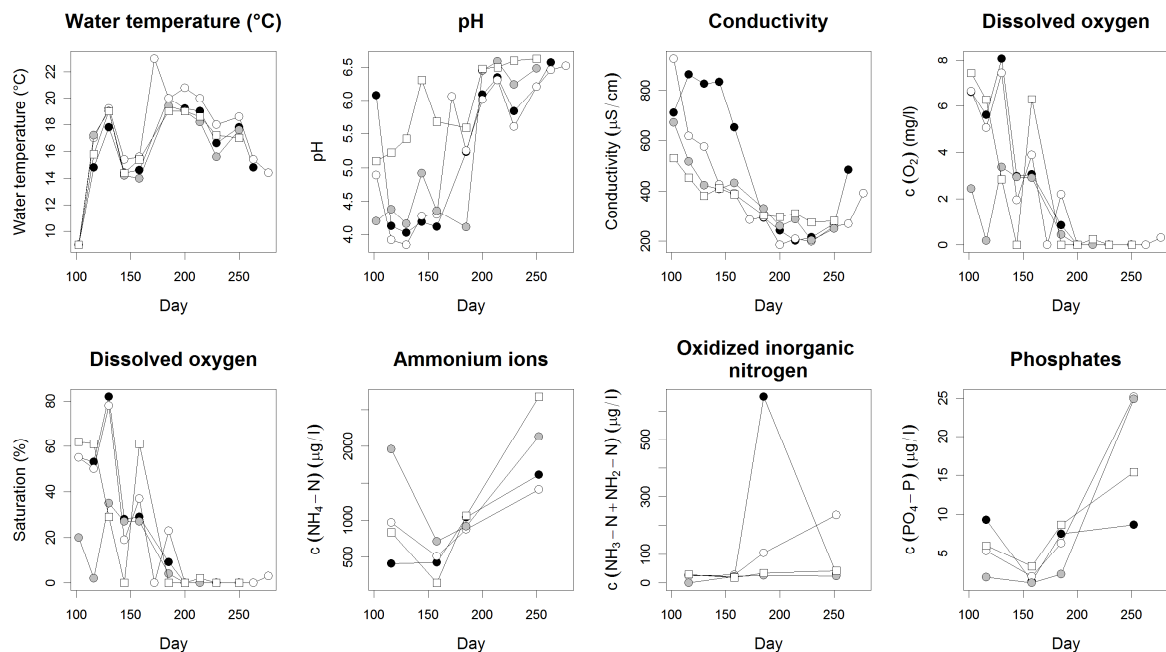 Water temperature (°C)
Water temperature (°C)
10 12 14 16 18 20 22
100 150 200 250
Day
pH
pH
4.0 4.5 5.0 5.5 6.0 6.5
100 150 200 250
Day
Conductivity
Conductivity (μS/cm)
200 400 600 800
100 150 200 250
Day
Dissolved oxygen
c (O₂) (mg/l)
0 2 4 6 8
100 150 200 250
Day
Dissolved oxygen
Saturation (%)
0 20 40 60 80
100 150 200 250
Day
Ammonium ions
c (NH₄−N) (μg/l)
500 1000 2000
100 150 200 250
Day
Oxidized inorganic
nitrogen
c (NH₃−N + NH₂−N) (μg/l)
0 100 300 500
100 150 200 250
Day
Phosphates
c (PO₄−P) (μg/l)
5 10 15 20 25
100 150 200 250
Day